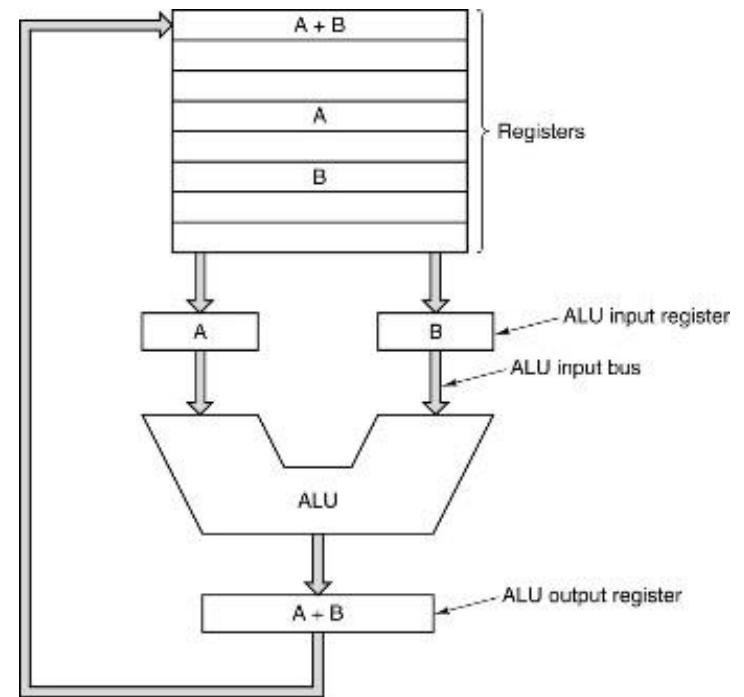 A + B
A
Registers
B
A
B
ALU input register
ALU input bus
ALU
A + B
ALU output register